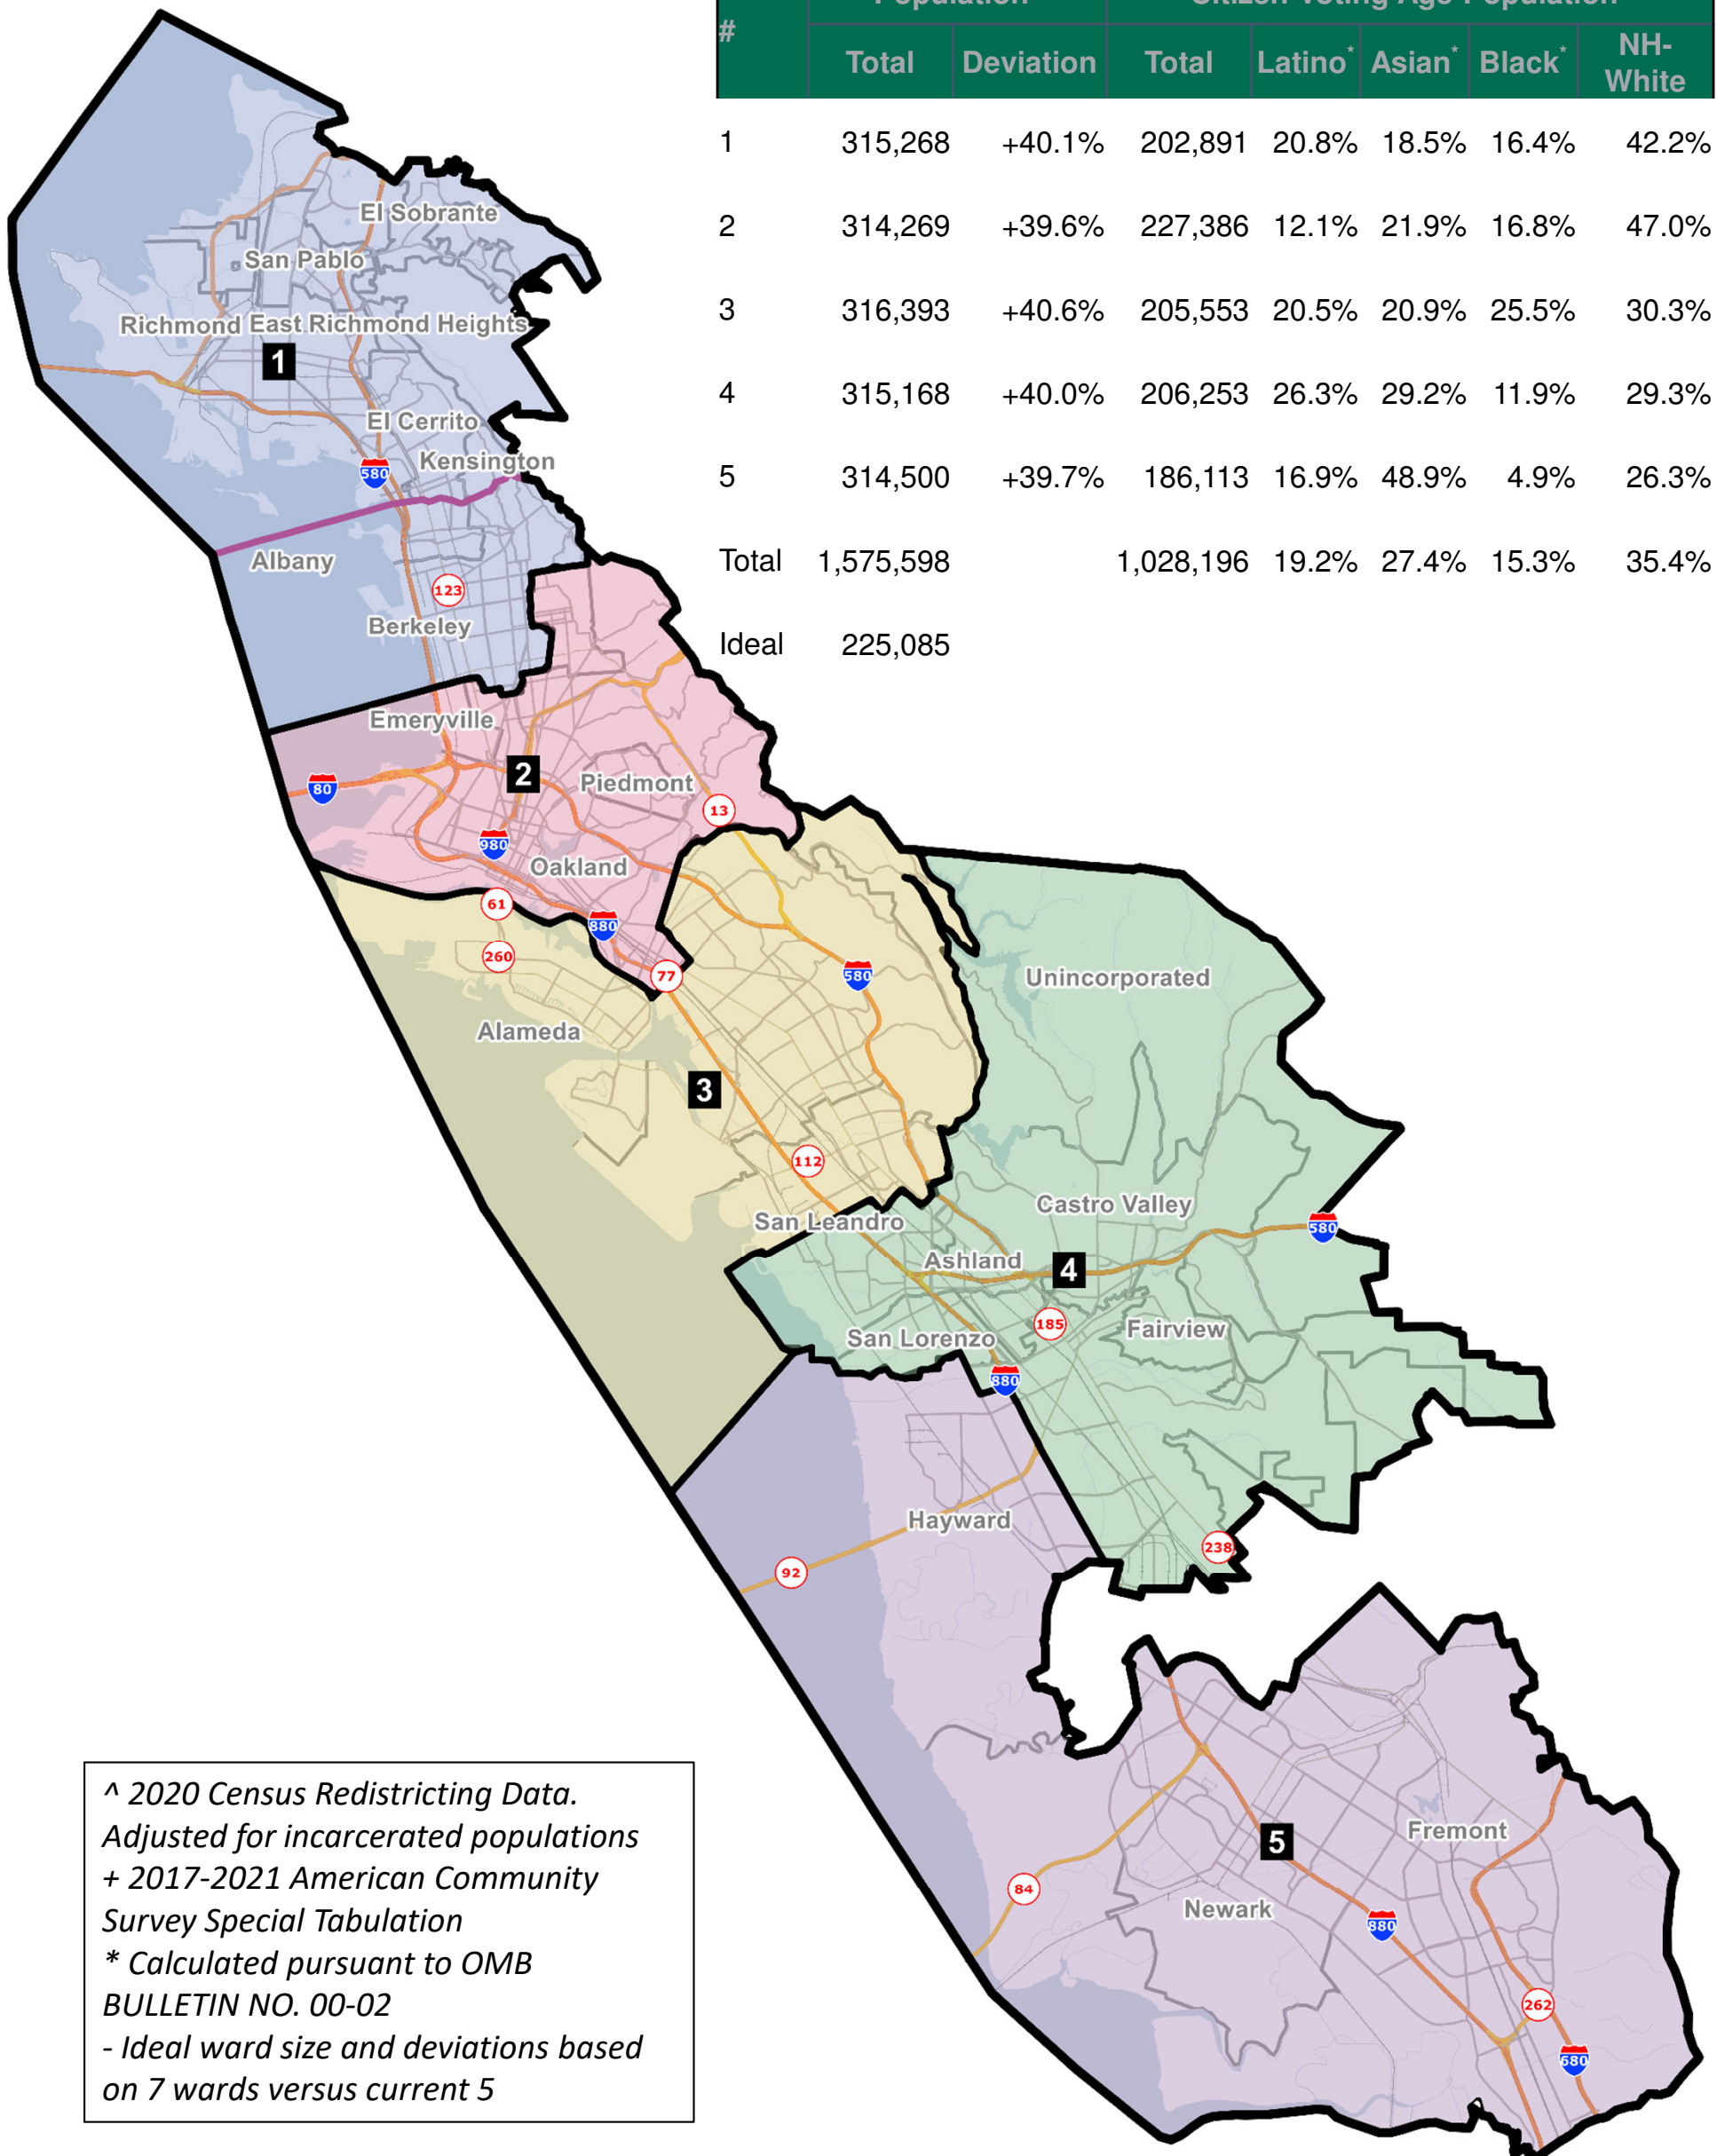 Population Citizen Voting Age Population
# Total Deviation Total Latino* Asian* Black* NH-White
1 315,268 +40.1% 202,891 20.8% 18.5% 16.4% 42.2%
2 314,269 +39.6% 227,386 12.1% 21.9% 16.8% 47.0%
3 316,393 +40.6% 205,553 20.5% 20.9% 25.5% 30.3%
4 315,168 +40.0% 206,253 26.3% 29.2% 11.9% 29.3%
5 314,500 +39.7% 186,113 16.9% 48.9% 4.9% 26.3%
Total 1,575,598 1,028,196 19.2% 27.4% 15.3% 35.4%
Ideal 225,085
El Sobrante
San Pablo
Richmond East Richmond Heights
1
El Cerrito
Kensington
580
Albany
123
Berkeley
Emeryville
2
Piedmont
80
13
980
Oakland
61
880
260
77
580
Unincorporated
Alameda
3
112
Castro Valley
San Leandro
580
Ashland
4
185
San Lorenzo
Fairview
880
Hayward
238
92
5
Fremont
84
Newark
880
262
680
^ 2020 Census Redistricting Data.
Adjusted for incarcerated populations
+ 2017-2021 American Community
Survey Special Tabulation
* Calculated pursuant to OMB
BULLETIN NO. 00-02
- Ideal ward size and deviations based
on 7 wards versus current 5